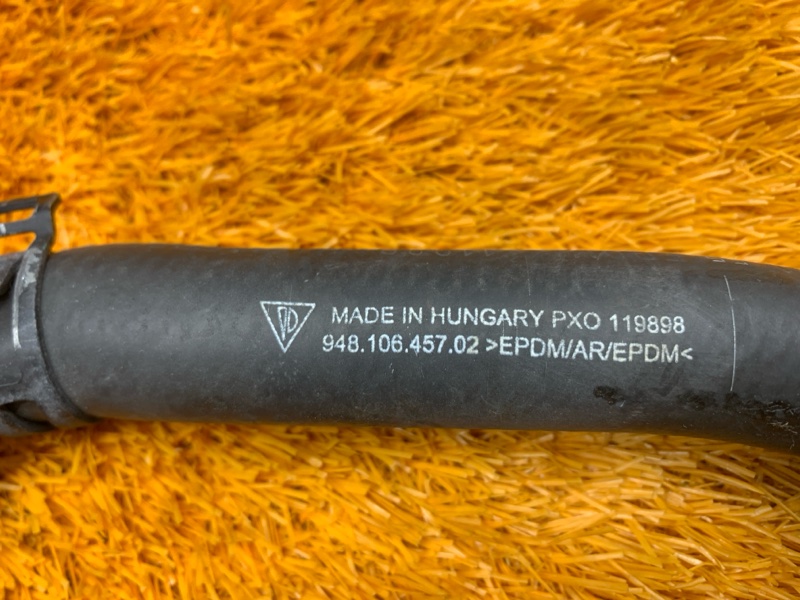 MADE IN HUNGARY PXO 119898
948.106.457.02 >EPDM/AR/EPDM<